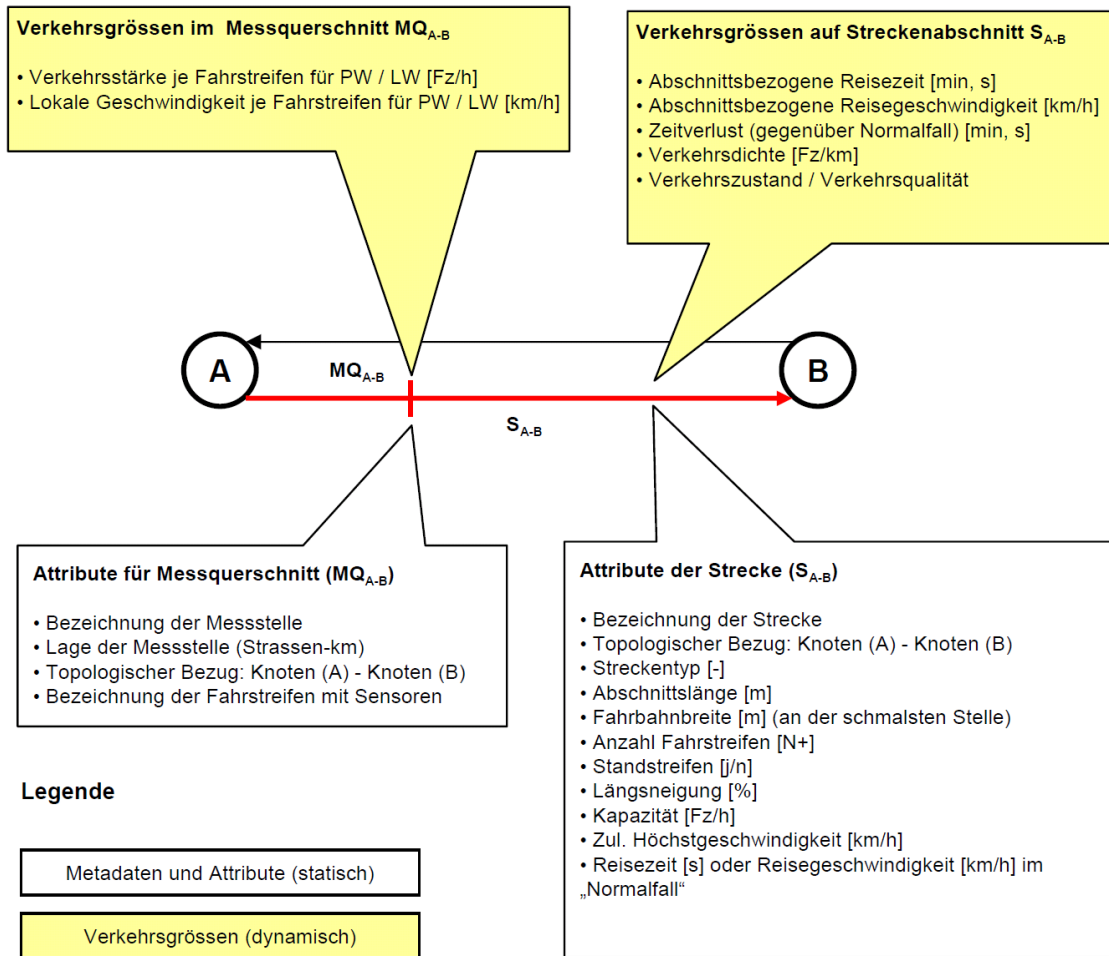 Verkehrsgrössen im Messquerschnitt MQA-B
• Verkehrsstärke je Fahrstreifen für PW / LW [Fz/h]
• Lokale Geschwindigkeit je Fahrstreifen für PW / LW [km/h]
Verkehrsgrössen auf Streckenabschnitt SA-B
• Abschnittsbezogene Reisezeit [min, s]
• Abschnittsbezogene Reisegeschwindigkeit [km/h]
• Zeitverlust (gegenüber Normalfall) [min, s]
• Verkehrsdichte [Fz/km]
• Verkehrszustand / Verkehrsqualität
A
MQA-B
B
SA-B
Attribute für Messquerschnitt (MQA-B)
• Bezeichnung der Messstelle
• Lage der Messstelle (Strassen-km)
• Topologischer Bezug: Knoten (A) - Knoten (B)
• Bezeichnung der Fahrstreifen mit Sensoren
Attribute der Strecke (SA-B)
• Bezeichnung der Strecke
• Topologischer Bezug: Knoten (A) - Knoten (B)
• Streckentyp [-]
• Abschnittslänge [m]
• Fahrbahnbreite [m] (an der schmalsten Stelle)
• Anzahl Fahrstreifen [N+]
• Standstreifen [j/n]
• Längsneigung [%]
• Kapazität [Fz/h]
• Zul. Höchstgeschwindigkeit [km/h]
• Reisezeit [s] oder Reisegeschwindigkeit [km/h] im
„Normalfall“
Legende
Metadaten und Attribute (statisch)
Verkehrsgrössen (dynamisch)